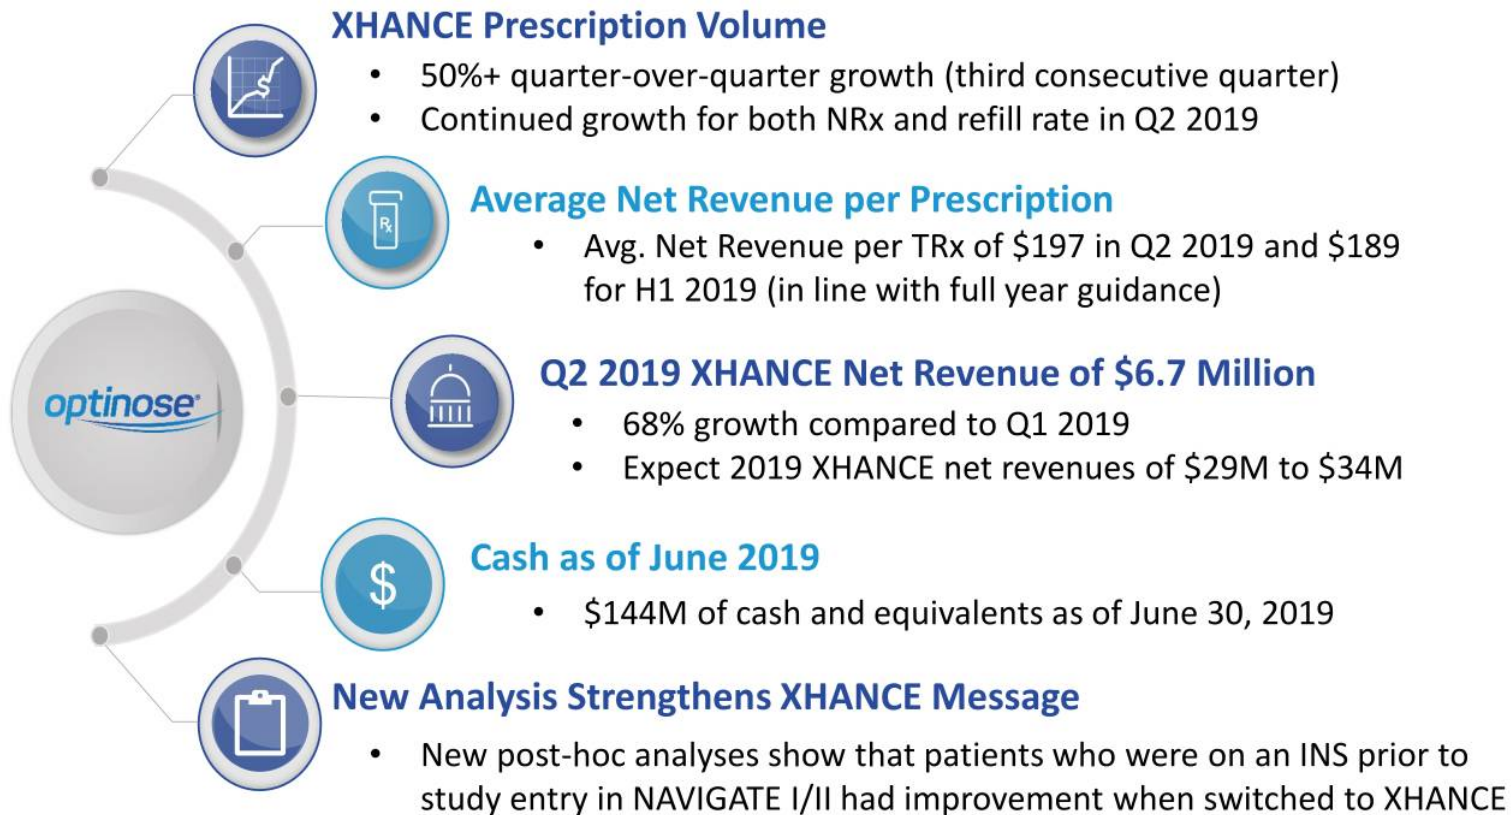 XHANCE Prescription Volume
• 50%+ quarter-over-quarter growth (third consecutive quarter)
• Continued growth for both NRx and refill rate in Q2 2019
Rx
Average Net Revenue per Prescription
• Avg. Net Revenue per TRx of $197 in Q2 2019 and $189
for H1 2019 (in line with full year guidance)
optinose
Q2 2019 XHANCE Net Revenue of $6.7 Million
• 68% growth compared to Q1 2019
• Expect 2019 XHANCE net revenues of $29M to $34M
$
Cash as of June 2019
• $144M of cash and equivalents as of June 30, 2019
New Analysis Strengthens XHANCE Message
• New post-hoc analyses show that patients who were on an INS prior to
study entry in NAVIGATE I/II had improvement when switched to XHANCE